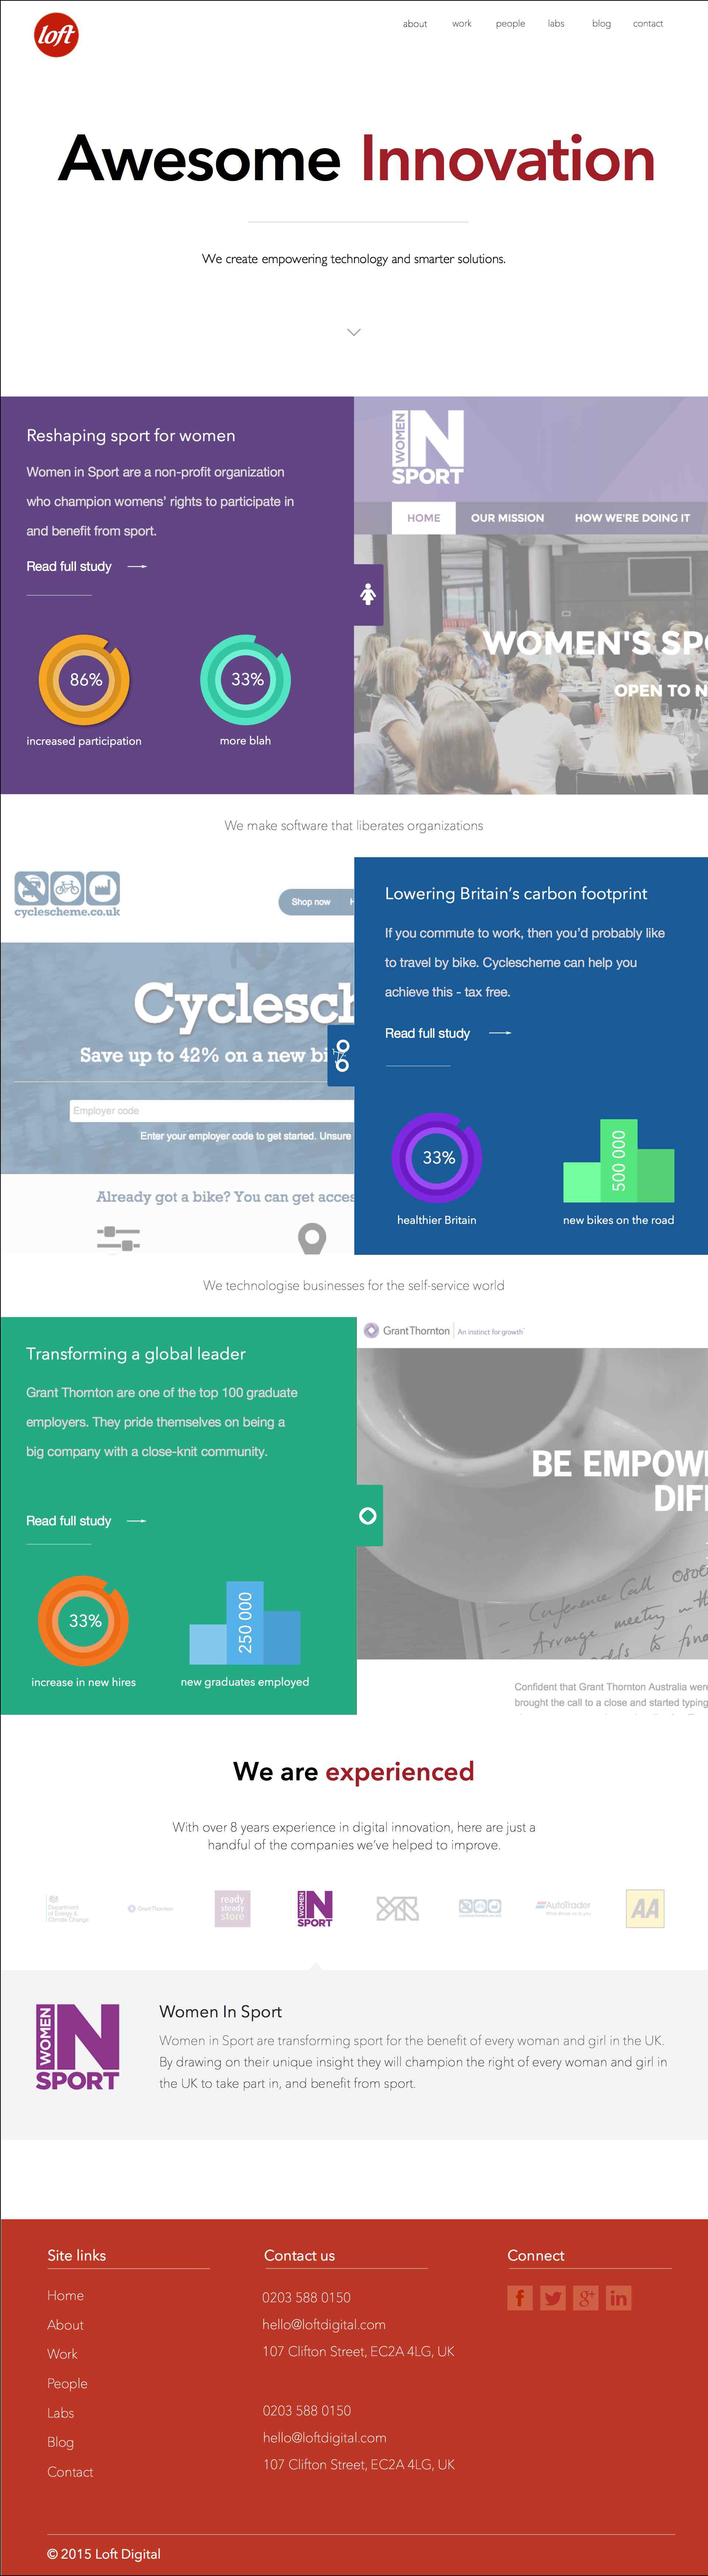 loft
about work people labs blog contact
Awesome Innovation
We create empowering technology and smarter solutions.
Reshaping sport for women
Women in Sport are a non-profit organization
who champion womens' rights to participate in
and benefit from sport.
Read full study
86%
increased participation
33%
more blah
WOMEN
IN
SPORT
HOME OUR MISSION HOW WE'RE DOING IT
WOMEN'S SPO
OPEN TO N
We make software that liberates organizations
cyclescheme.co.uk
Shop now H
Cyclesch
Save up to 42% on a new bi
Employer code
Enter your employer code to get started. Unsure
Already got a bike? You can get acces
Lowering Britain's carbon footprint
If you commute to work, then you'd probably like
to travel by bike. Cyclescheme can help you
achieve this - tax free.
Read full study
33%
healthier Britain
500 000
new bikes on the road
We technologise businesses for the self-service world
Transforming a global leader
Grant Thornton are one of the top 100 graduate
employers. They pride themselves on being a
big company with a close-knit community.
Read full study
33%
increase in new hires
250 000
new graduates employed
Grant Thornton An instinct for growth
BE EMPOW
DIFF
Conference Call
Arrange meeting
Confident that Grant Thornton Australia were
brought the call to a close and started typing
We are experienced
With over 8 years experience in digital innovation, here are just a
handful of the companies we've helped to improve.
Department
of Energy &
Climate Change
Grant Thornton
ready
steady
store
WOMEN
IN
SPORT
AutoTrader
AA
WOMEN
IN
SPORT
Women In Sport
Women in Sport are transforming sport for the benefit of every woman and girl in the UK.
By drawing on their unique insight they will champion the right of every woman and girl in
the UK to take part in, and benefit from sport.
Site links
Home
About
Work
People
Labs
Blog
Contact
Contact us
0203 588 0150
hello@loftdigital.com
107 Clifton Street, EC2A 4LG, UK
0203 588 0150
hello@loftdigital.com
107 Clifton Street, EC2A 4LG, UK
Connect
© 2015 Loft Digital